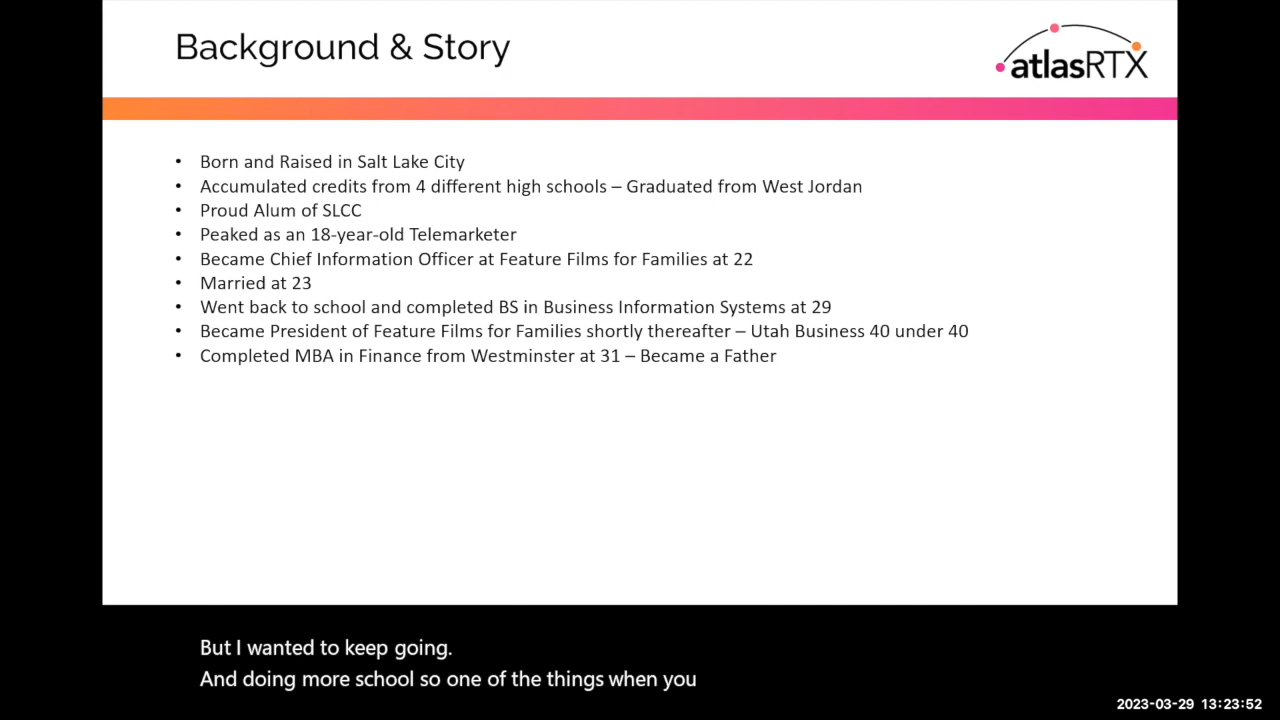 Background & Story
atlasRTX
• Born and Raised in Salt Lake City
• Accumulated credits from 4 different high schools – Graduated from West Jordan
• Proud Alum of SLCC
• Peaked as an 18-year-old Telemarketer
• Became Chief Information Officer at Feature Films for Families at 22
• Married at 23
• Went back to school and completed BS in Business Information Systems at 29
• Became President of Feature Films for Families shortly thereafter – Utah Business 40 under 40
• Completed MBA in Finance from Westminster at 31 – Became a Father
But I wanted to keep going.
And doing more school so one of the things when you
2023-03-29 13:23:52